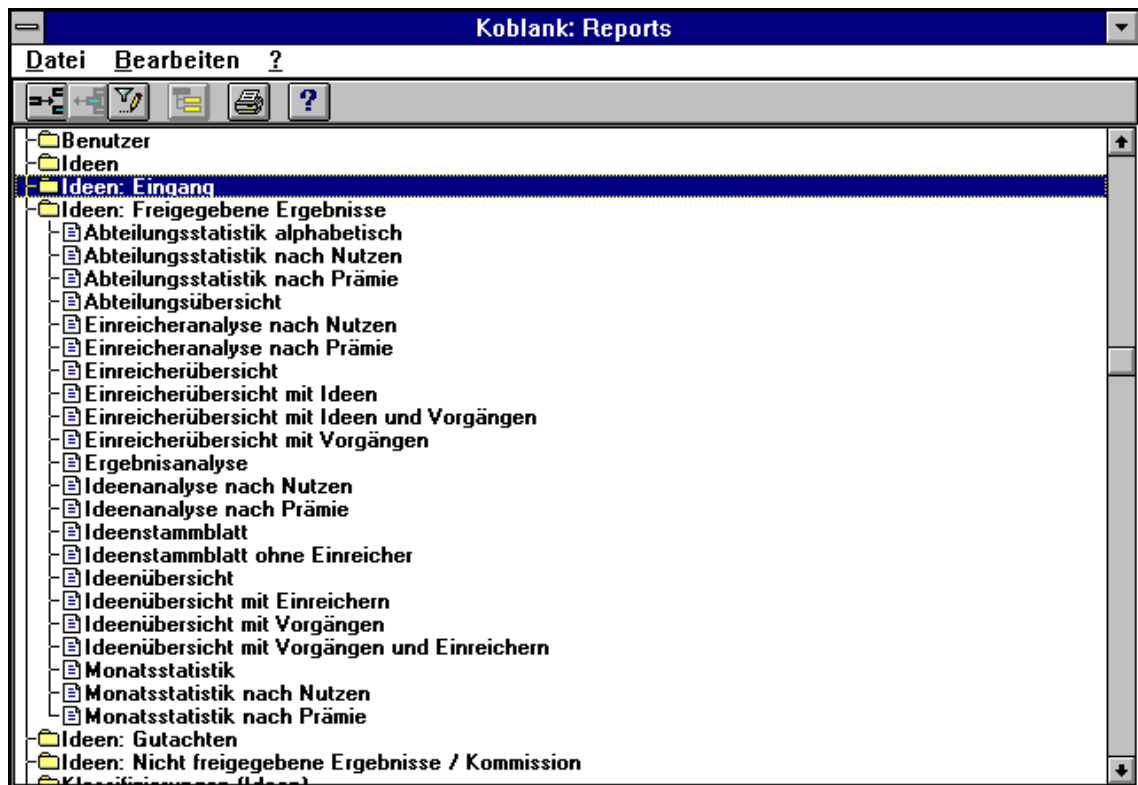 Koblank: Reports
Datei Bearbeiten ?
?
Benutzer
Ideen
Ideen: Eingang
Ideen: Freigegebene Ergebnisse
Abteilungsstatistik alphabetisch
Abteilungsstatistik nach Nutzen
Abteilungsstatistik nach Prämie
Abteilungsübersicht
Einreicheranalyse nach Nutzen
Einreicheranalyse nach Prämie
Einreicherübersicht
Einreicherübersicht mit Ideen
Einreicherübersicht mit Ideen und Vorgängen
Einreicherübersicht mit Vorgängen
Ergebnisanalyse
Ideenanalyse nach Nutzen
Ideenanalyse nach Prämie
Ideenstammblatt
Ideenstammblatt ohne Einreicher
Ideenübersicht
Ideenübersicht mit Einreichern
Ideenübersicht mit Vorgängen
Ideenübersicht mit Vorgängen und Einreichern
Monatsstatistik
Monatsstatistik nach Nutzen
Monatsstatistik nach Prämie
Ideen: Gutachten
Ideen: Nicht freigegebene Ergebnisse / Kommission
Klassifizierungen (Ideen)